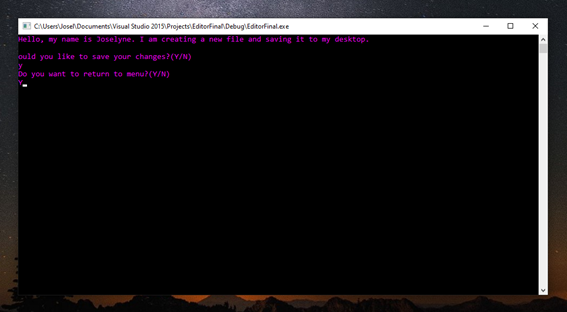 C:\Users\Josel\Documents\Visual Studio 2015\Projects\EditorFinal\Debug\EditorFinal.exe
Hello, my name is Joselyne. I am creating a new file and saving it to my desktop.
ould you like to save your changes?(Y/N)
y
Do you want to return to menu?(Y/N)
Y